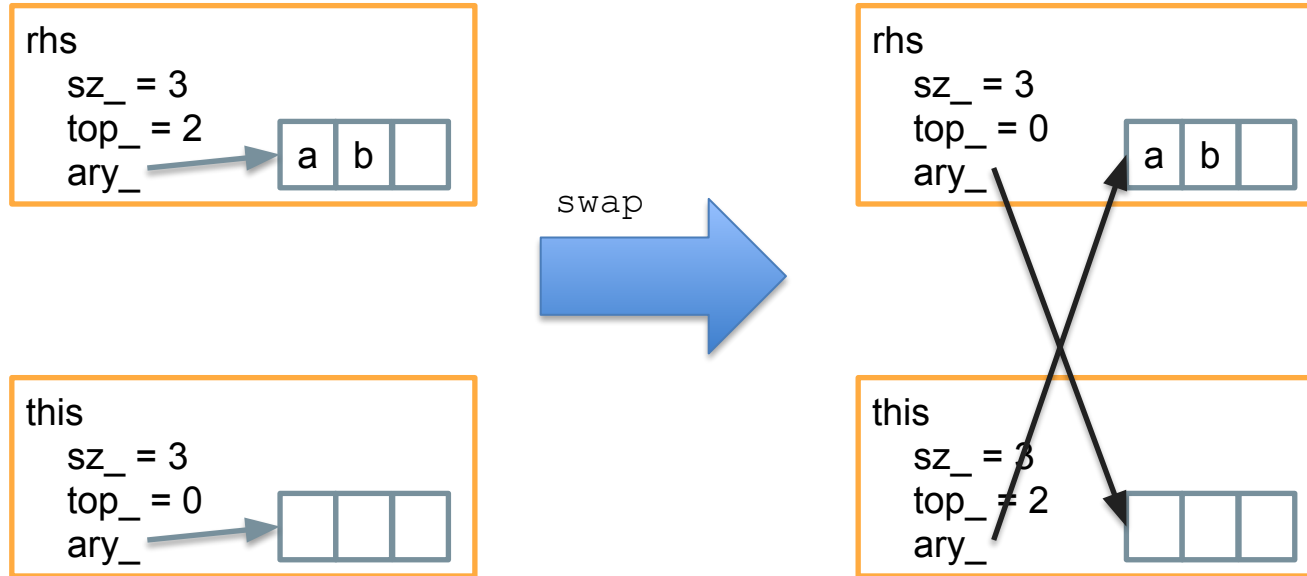 rhs
sz_ = 3
top_ = 2
ary_
a b
this
sz_ = 3
top_ = 0
ary_
swap
rhs
sz_ = 3
top_ = 0
ary_
a b
this
sz_ = 3
top_ = 2
ary_